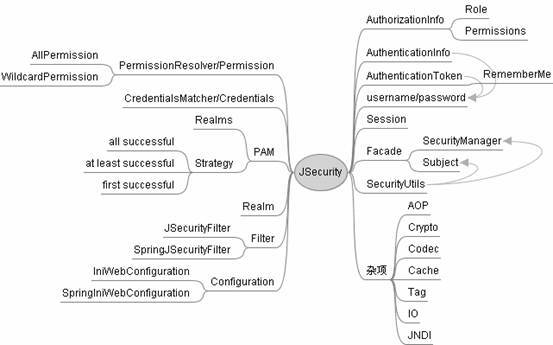 AllPermission
WildcardPermission
PermissionResolver/Permission
CredentialsMatcher/Credentials
Realms
all successful
at least successful
first successful
Strategy
PAM
Realm
JSecurityFilter
SpringJSecurityFilter
Filter
IniWebConfiguration
SpringIniWebConfiguration
Configuration
JSecurity
AuthorizationInfo
Role
Permissions
AuthenticationInfo
AuthenticationToken
RememberMe
username/password
Session
Facade
SecurityManager
Subject
SecurityUtils
杂项
AOP
Crypto
Codec
Cache
Tag
IO
JNDI